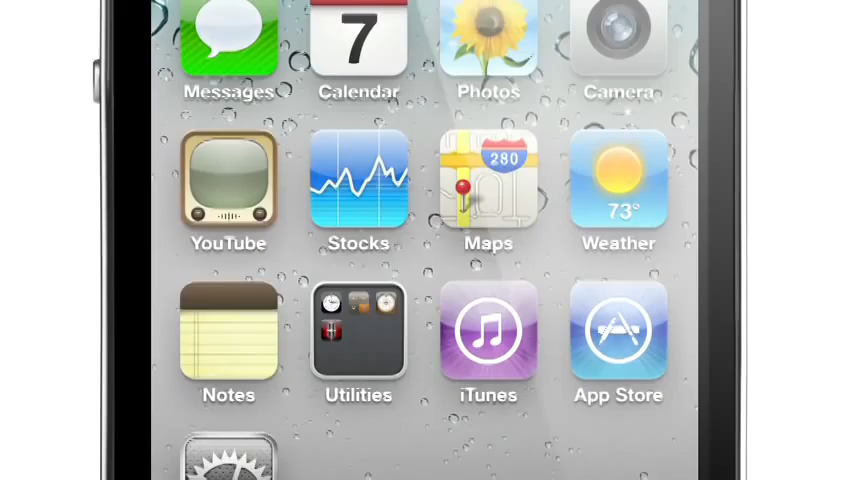 7
Messages Calendar Photos Camera
280
73°
YouTube Stocks Maps Weather
Notes Utilities iTunes App Store